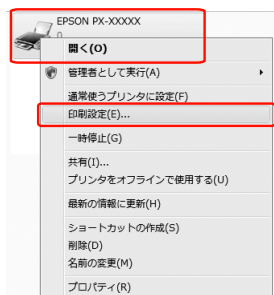 EPSON PX-XXXXX
0
開く(O)
管理者として実行(A)
通常使うプリンタに設定(F)
印刷設定(E)...
一時停止(G)
共有(I)...
プリンタをオフラインで使用する(U)
最新の情報に更新(H)
ショートカットの作成(S)
削除(D)
名前の変更(M)
プロパティ(R)